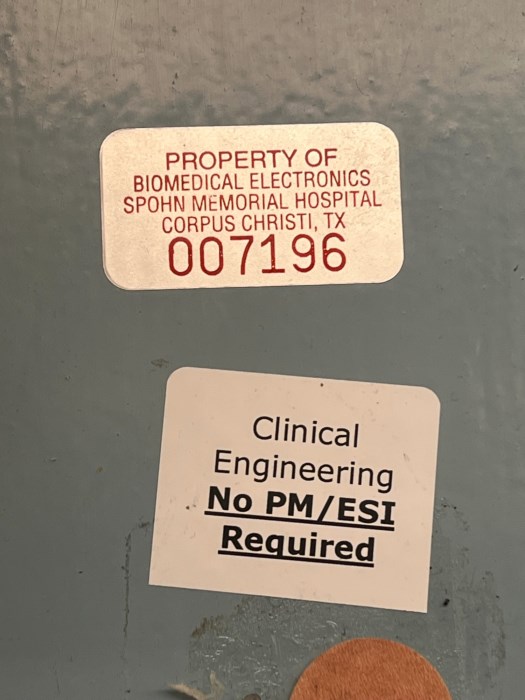 PROPERTY OF
BIOMEDICAL ELECTRONICS
SPOHN MEMORIAL HOSPITAL
CORPUS CHRISTI, TX
007196
Clinical
Engineering
No PM/ESI
Required